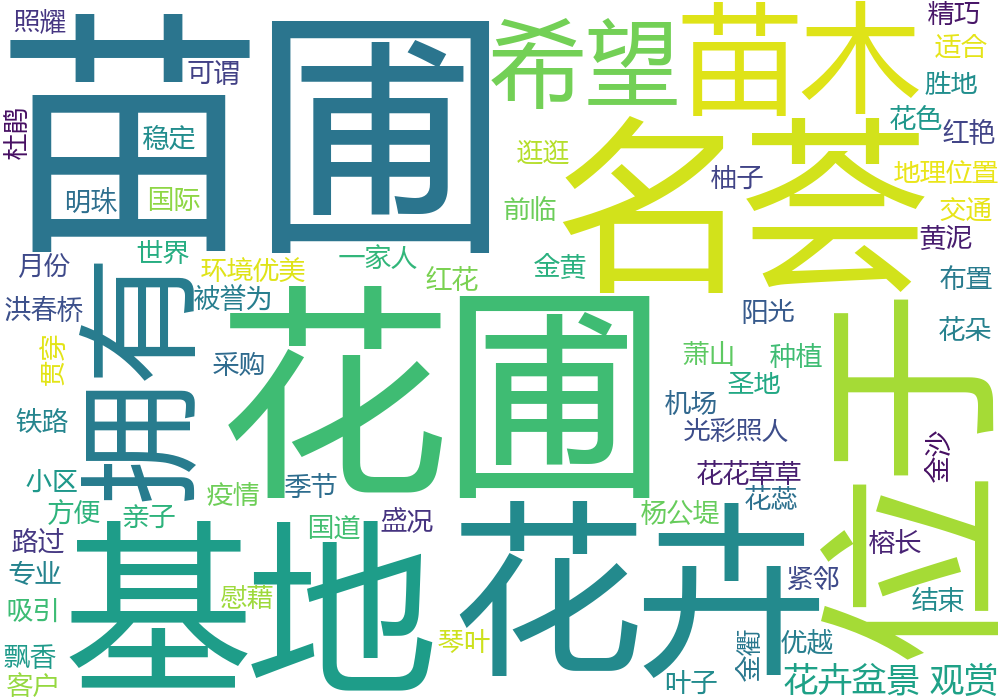 照耀
苗圃
希望
苗木
精巧
适合
可谓
胜地
花色
杜鹃
红艳
名荟
稳定
逛逛
柚子
地理位置
明珠
国际
前临
交通
世界
一家人
黄泥
月份
环境优美
红花
金黄
布置
洪春桥
拥有
被誉为
阳光
花圃
位于
花朵
贯穿
采购
萧山
种植
圣地
机场
铁路
光彩照人
金沙
小区
季节
花花草草
疫情
花蕊
方便
亲子
国道
盛况
杨公堤
路过
基地
花卉
榕长
专业
紧邻
吸引
慰藉
结束
飘香
琴叶
金衢
优越
客户
叶子
花卉盆景 观赏